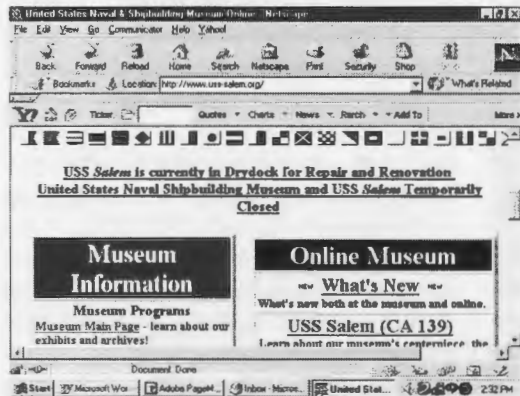 United States Naval & Shipbuilding Museum Online - Netscape
File Edit View Go Communicator Help Yahoo!
Back Forward Reload Home Search Netscape Print Security Shop
Bookmarks Location: http://www.uss-salem.org/ What's Related
Ticker: Quotes Charts News Add To
USS Salem is currently in Drydock for Repair and Renovation
United States Naval Shipbuilding Museum and USS Salem Temporarily
Closed
Museum
Information
Museum Programs
Museum Main Page - learn about our
exhibits and archives!
Online Museum
NEW What's New NEW
What's new both at the museum and online.
USS Salem (CA 139)
Learn about our museum's centerpiece, the
Document: Done
Start Microsoft Wor... Adobe PageM... Inbox - Micros... United Stat... 2:32 PM